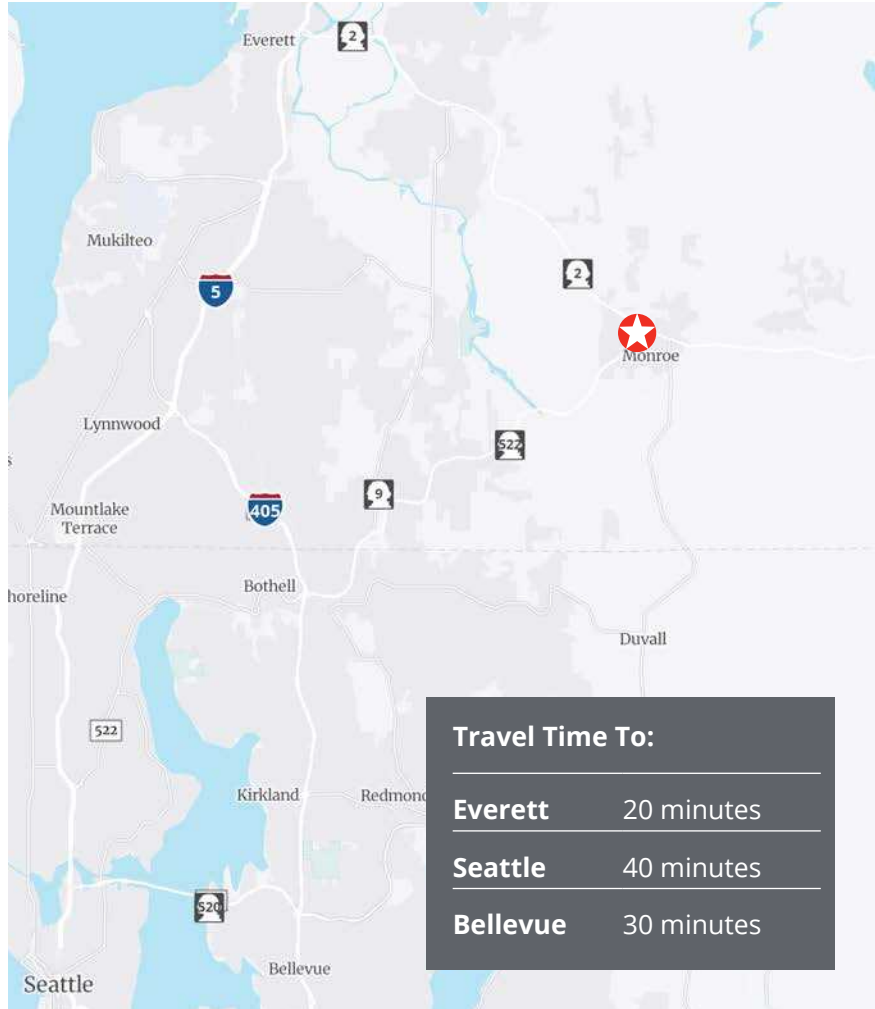 Everett
2
Mukilteo
5
2
Monroe
Lynnwood
522
9
405
Mountlake
Terrace
Bothell
horeline
Duvall
522
Travel Time To:
Kirkland
Redmond
Everett 20 minutes
Seattle 40 minutes
520
Bellevue 30 minutes
Bellevue
Seattle